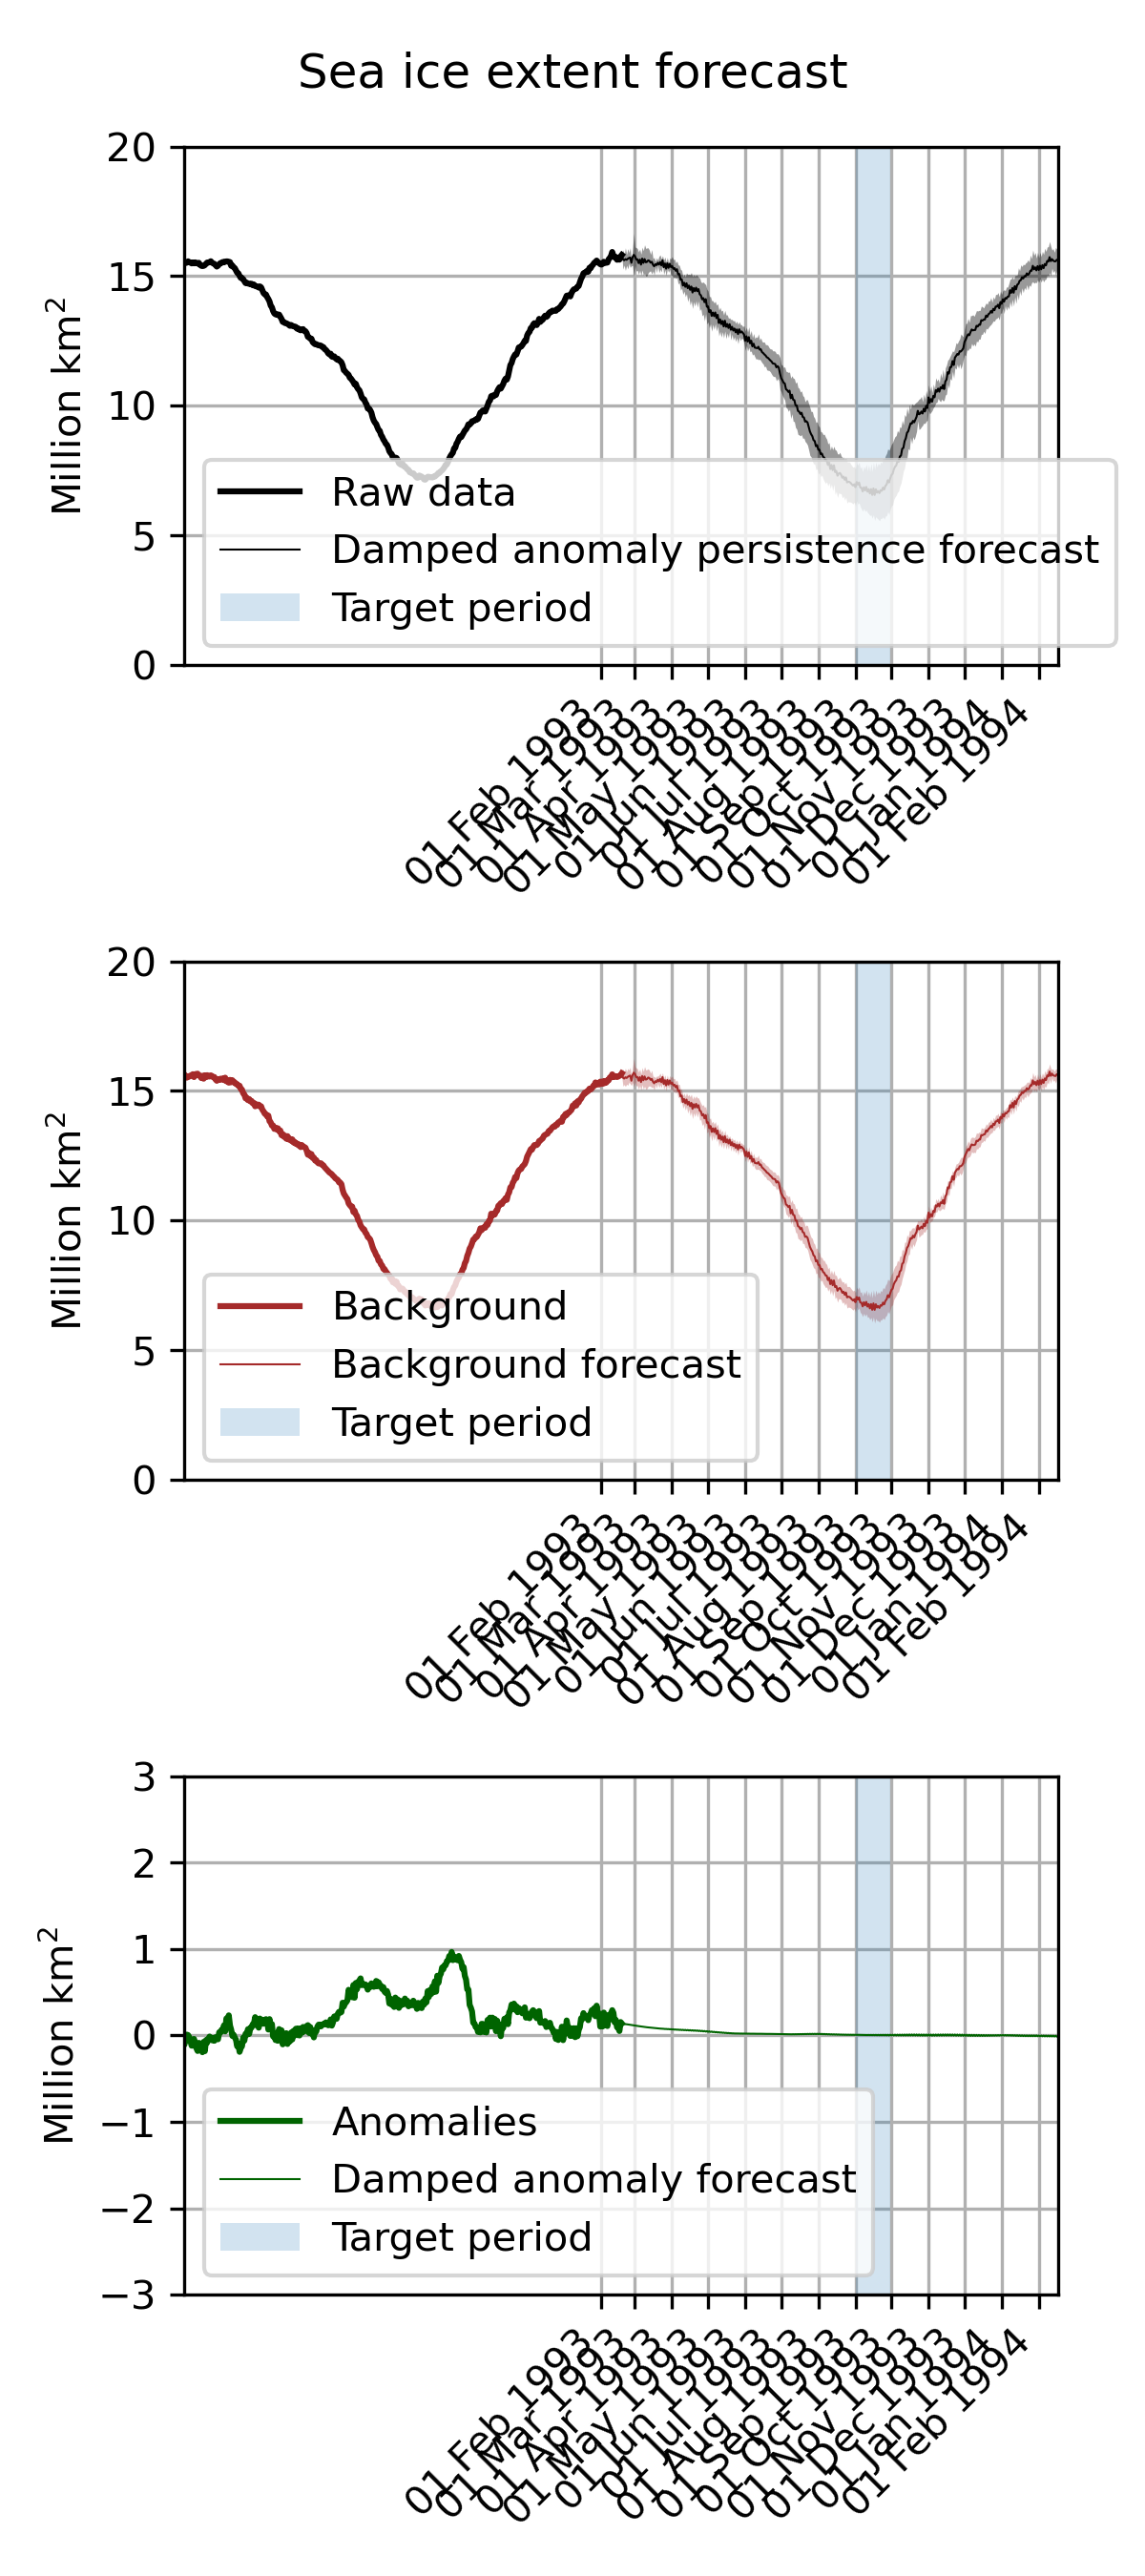 Sea ice extent forecast
20
15
10
5
0
Million km²
Raw data
Damped anomaly persistence forecast
Target period
01 Feb 1993
01 Mar 1993
01 Apr 1993
01 May 1993
01 Jun 1993
01 Jul 1993
01 Aug 1993
01 Sep 1993
01 Oct 1993
01 Nov 1993
01 Dec 1993
01 Jan 1994
01 Feb 1994
20
15
10
5
0
Million km²
Background
Background forecast
Target period
01 Feb 1993
01 Mar 1993
01 Apr 1993
01 May 1993
01 Jun 1993
01 Jul 1993
01 Aug 1993
01 Sep 1993
01 Oct 1993
01 Nov 1993
01 Dec 1993
01 Jan 1994
01 Feb 1994
3
2
1
0
−1
−2
−3
Million km²
Anomalies
Damped anomaly forecast
Target period
01 Feb 1993
01 Mar 1993
01 Apr 1993
01 May 1993
01 Jun 1993
01 Jul 1993
01 Aug 1993
01 Sep 1993
01 Oct 1993
01 Nov 1993
01 Dec 1993
01 Jan 1994
01 Feb 1994